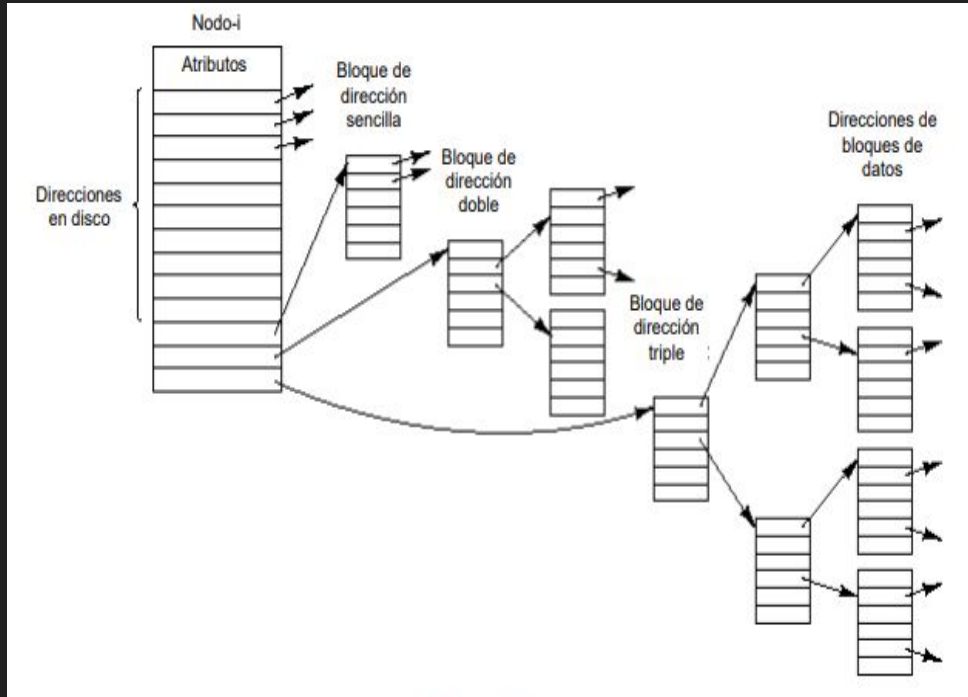 Nodo-i
Atributos
Direcciones
en disco
Bloque de
dirección
sencilla
Bloque de
dirección
doble
Bloque de
dirección
triple
Direcciones de
bloques de
datos